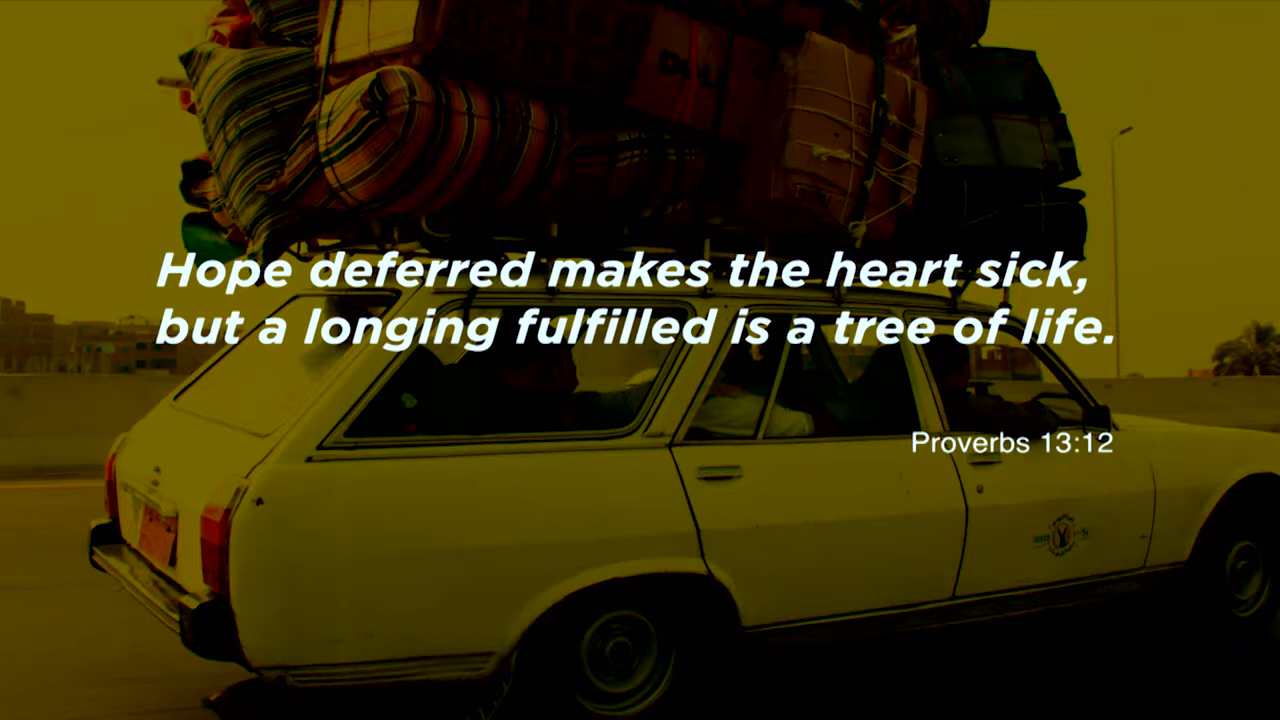 Hope deferred makes the heart sick,
but a longing fulfilled is a tree of life.
Proverbs 13:12